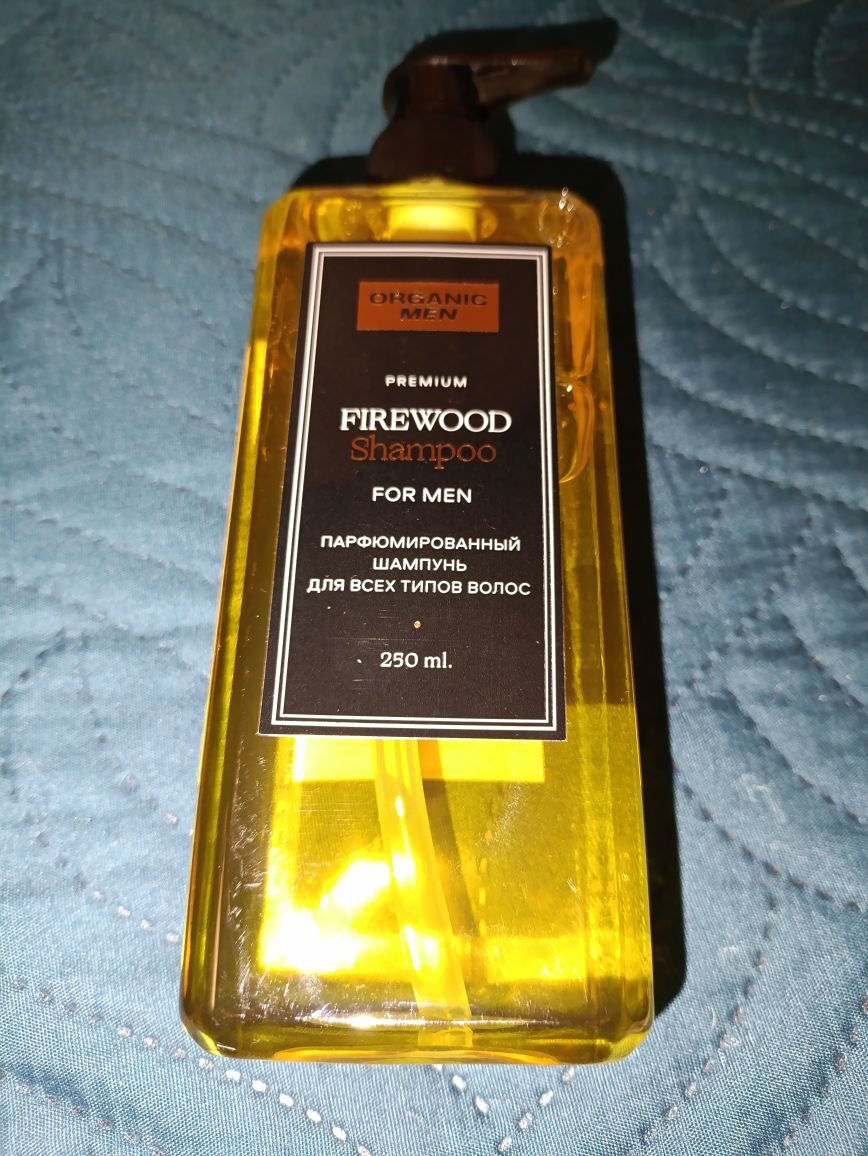 ORGANIC
MEN
PREMIUM
FIREWOOD
Shampoo
FOR MEN
ПАРФЮМИРОВАННЫЙ
ШАМПУНЬ
ДЛЯ ВСЕХ ТИПОВ ВОЛОС
250 ml.